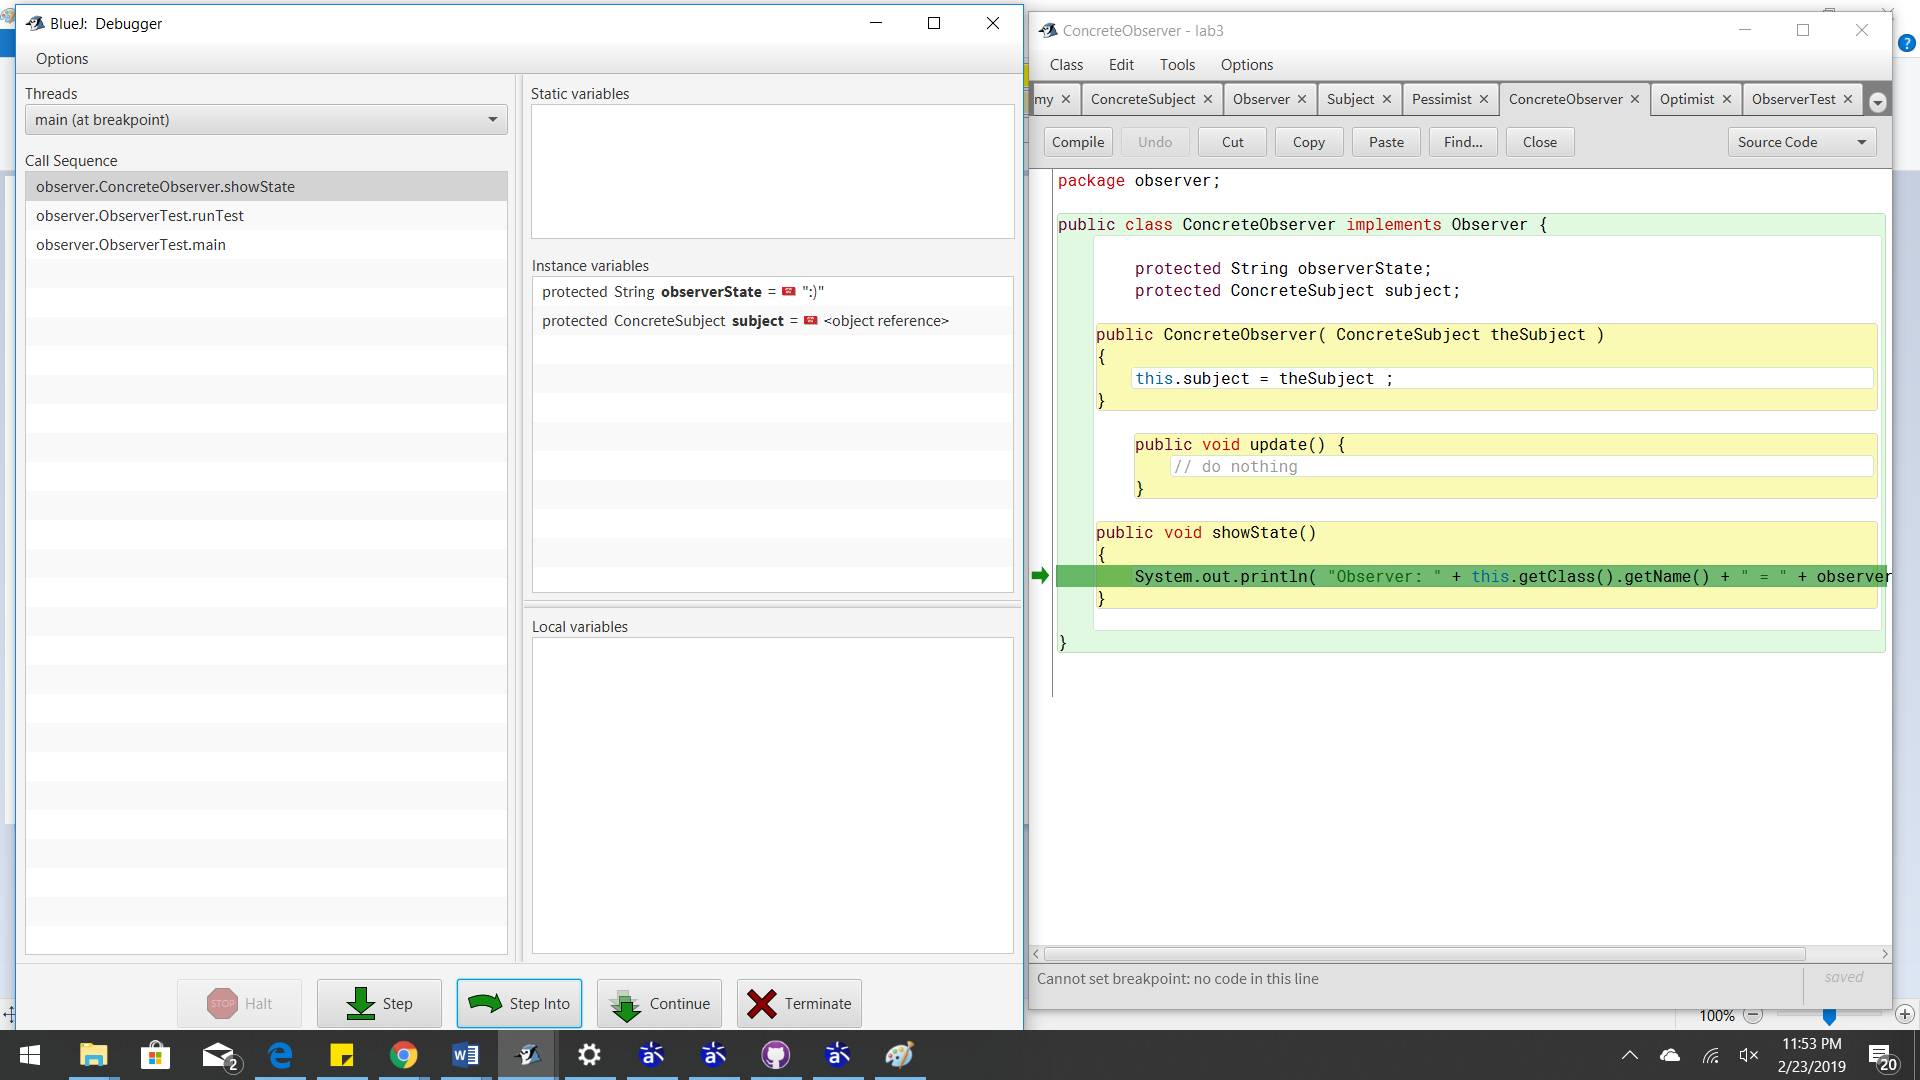 BlueJ: Debugger
Options
Threads
main (at breakpoint)
Call Sequence
observer.ConcreteObserver.showState
observer.ObserverTest.runTest
observer.ObserverTest.main
Static variables
Instance variables
protected String observerState = ":)"
protected ConcreteSubject subject = <object reference>
Local variables
STOP Halt
Step
Step Into
Continue
Terminate
ConcreteObserver - lab3
Class Edit Tools Options
my ConcreteSubject Observer Subject Pessimist ConcreteObserver Optimist ObserverTest
Compile Undo Cut Copy Paste Find... Close Source Code
package observer;
public class ConcreteObserver implements Observer {
protected String observerState;
protected ConcreteSubject subject;
public ConcreteObserver( ConcreteSubject theSubject )
{
this.subject = theSubject ;
}
public void update() {
// do nothing
}
public void showState()
{
System.out.println( "Observer: " + this.getClass().getName() + " = " + observer
}
}
Cannot set breakpoint: no code in this line
saved
100%
2
11:53 PM
2/23/2019
20